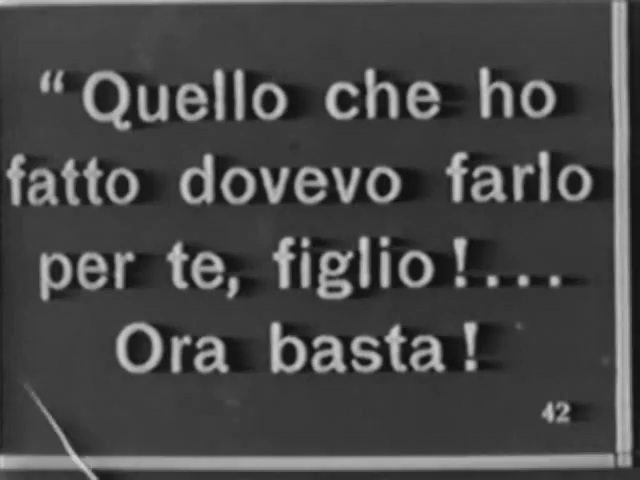 “Quello che ho
fatto dovevo farlo
per te, figlio!...
Ora basta!
42